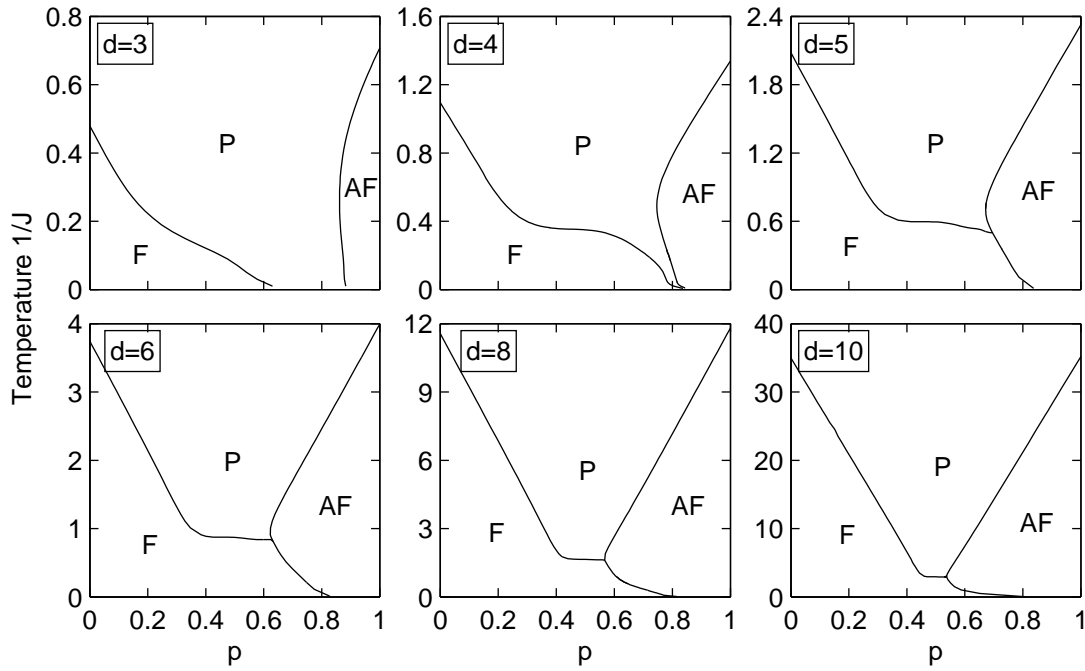 d=3
d=4
d=5
0.8
0.6
0.4
0.2
0
P
F
AF
1.6
1.2
0.8
0.4
0
P
F
AF
2.4
1.8
1.2
0.6
0
P
F
AF
Temperature 1/J
d=6
d=8
d=10
4
3
2
1
0
P
F
AF
12
9
6
3
0
P
F
AF
40
30
20
10
0
P
F
AF
0 0.2 0.4 0.6 0.8 1
0 0.2 0.4 0.6 0.8 1
0 0.2 0.4 0.6 0.8 1
p
p
p